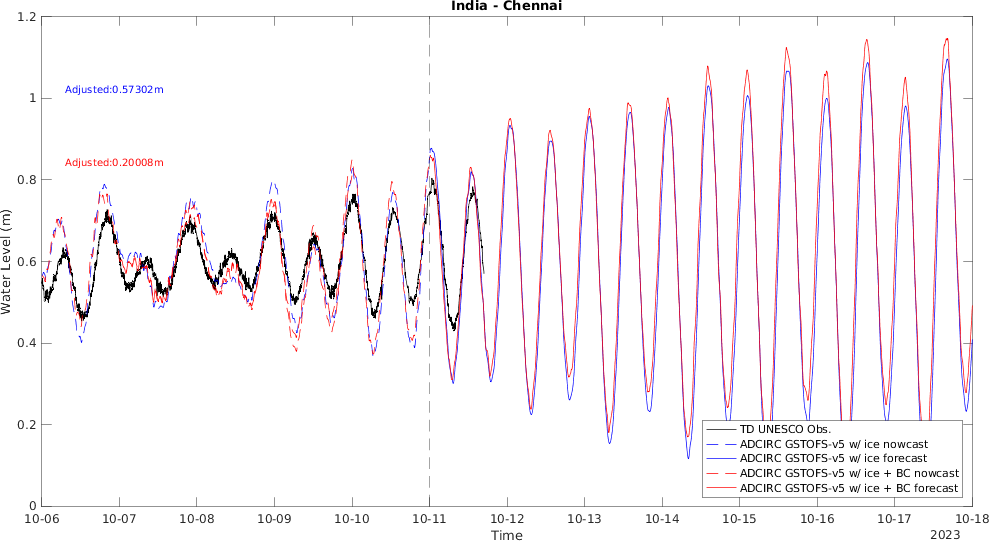 India - Chennai
1.2
1
0.8
0.6
0.4
0.2
0
Water Level (m)
Adjusted:0.57302m
Adjusted:0.20008m
TD UNESCO Obs.
ADCIRC GSTOFS-v5 w/ ice nowcast
ADCIRC GSTOFS-v5 w/ ice forecast
ADCIRC GSTOFS-v5 w/ ice + BC nowcast
ADCIRC GSTOFS-v5 w/ ice + BC forecast
10-06 10-07 10-08 10-09 10-10 10-11 10-12 10-13 10-14 10-15 10-16 10-17 10-18
Time
2023